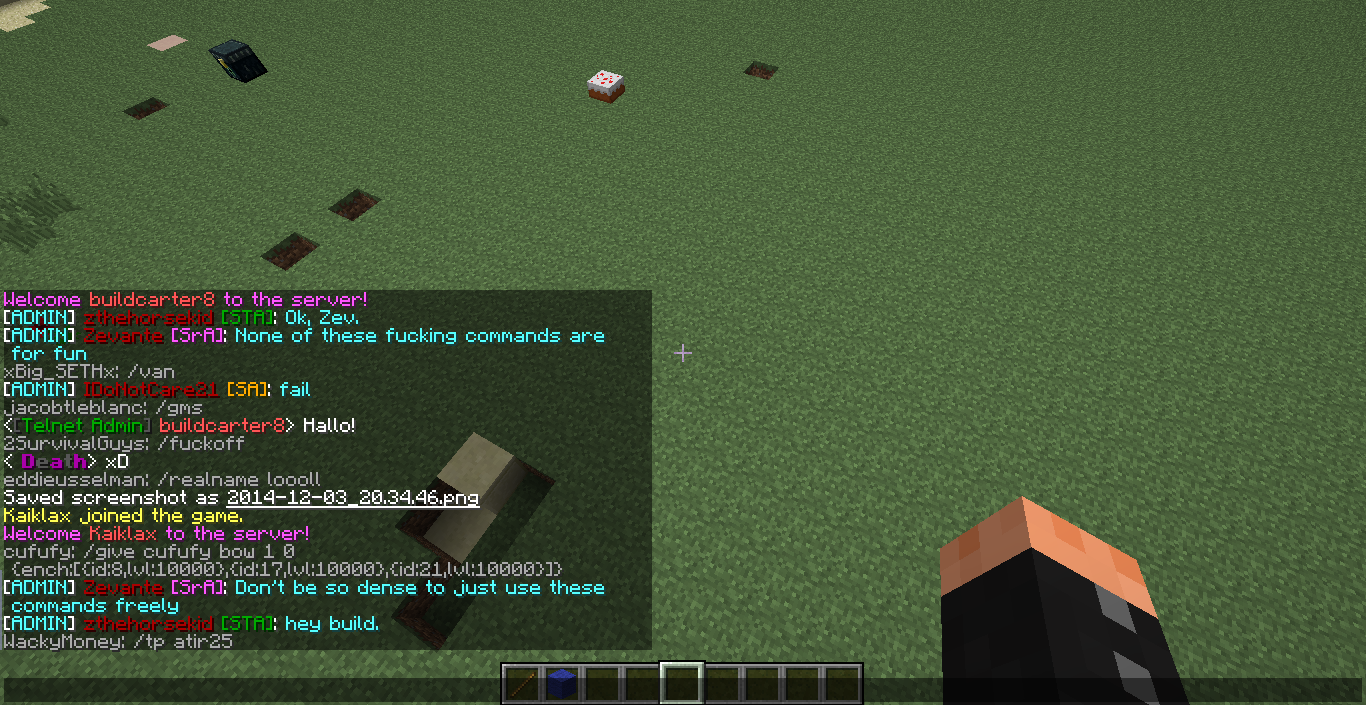 Welcome buildcarter8 to the server!
[ADMIN] zthehorsekid [STA]: Ok, Zev.
[ADMIN] Zevante [SrA]: None of these fucking commands are
for fun
xBig_SETHx: /van
[ADMIN] IDoNotCare21 [SA]: fail
jacobtleblanc: /gms
<[Telnet Admin] buildcarter8> Hallo!
2SurvivalGuys: /fuckoff
< Death> xD
eddieusselman: /realname loooll
Saved screenshot as 2014-12-03_20.34.46.png
Kaiklax joined the game.
Welcome Kaiklax to the server!
cufufy: /give cufufy bow 1 0
{ench:[{id:8,lvl:10000},{id:17,lvl:10000},{id:21,lvl:10000}]}
[ADMIN] Zevante [SrA]: Don't be so dense to just use these
commands freely
[ADMIN] zthehorsekid [STA]: hey build.
WackyMoney: /tp atir25